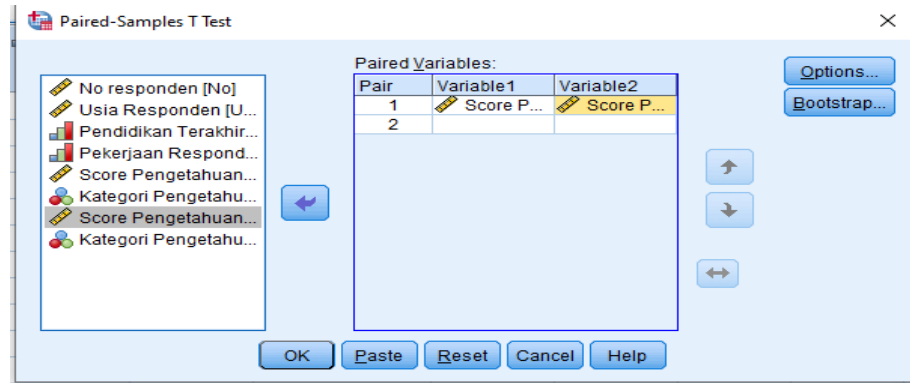 Paired-Samples T Test
No responden [No]
Usia Responden [U...
Pendidikan Terakhir...
Pekerjaan Respond...
Score Pengetahuan...
Kategori Pengetahu...
Score Pengetahuan...
Kategori Pengetahu...
Paired Variables:
Pair Variable1 Variable2
1 Score P... Score P...
2
Options...
Bootstrap...
OK Paste Reset Cancel Help